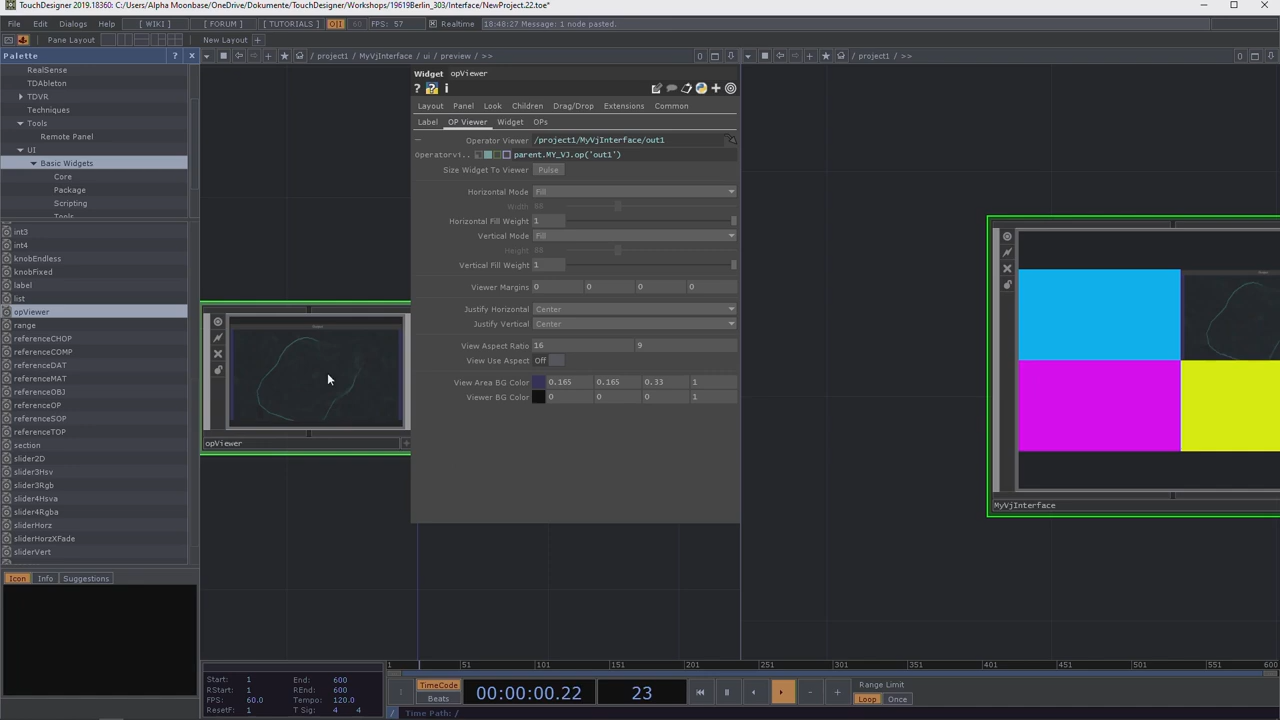 TouchDesigner 2019.18360: C:/Users/Alpha Moonbase/OneDrive/Dokumente/TouchDesigner/Workshops/19619Berlin_303/Interface/NewProject.22.toe*
File Edit Dialogs Help [ WIKI ] [ FORUM ] [ TUTORIALS ] O|I FPS: 57 Realtime 18:48:27 Message: 1 node pasted.
Pane Layout New Layout +
Palette ? x / project1 / MyVjInterface / ui / preview / >> 0 / project1 / >> 0
RealSense
TDAbleton
TDVR
Techniques
Tools
Remote Panel
UI
Basic Widgets
Core
Package
Scripting
Tools
int3
int4
knobEndless
knobFixed
label
list
opViewer
range
referenceCHOP
referenceCOMP
referenceDAT
referenceMAT
referenceOBJ
referenceOP
referenceSOP
referenceTOP
section
slider2D
slider3Hsv
slider3Rgb
slider4Hsva
slider4Rgba
sliderHorz
sliderHorzXFade
sliderVert
Icon Info Suggestions
opViewer
Widget opViewer
? ? i
Layout Panel Look Children Drag/Drop Extensions Common
Label OP Viewer Widget OPs
Operator Viewer /project1/MyVjInterface/out1
Operatorvi.. parent.MY_VJ.op('out1')
Size Widget To Viewer Pulse
Horizontal Mode Fill
Width 88
Horizontal Fill Weight 1
Vertical Mode Fill
Height 88
Vertical Fill Weight 1
Viewer Margins 0 0 0 0
Justify Horizontal Center
Justify Vertical Center
View Aspect Ratio 16 9
View Use Aspect Off
View Area BG Color 0.165 0.165 0.33 1
Viewer BG Color 0 0 0 1
MyVjInterface
1 51 101 151 201 251 301 351 401 451 501 551 600
Start: 1 End: 600
RStart: 1 REnd: 600
FPS: 60.0 Tempo: 120.0
ResetF: 1 T Sig: 4 4
TimeCode
Beats
00:00:00.22 23
Range Limit
Loop Once
Time Path: /